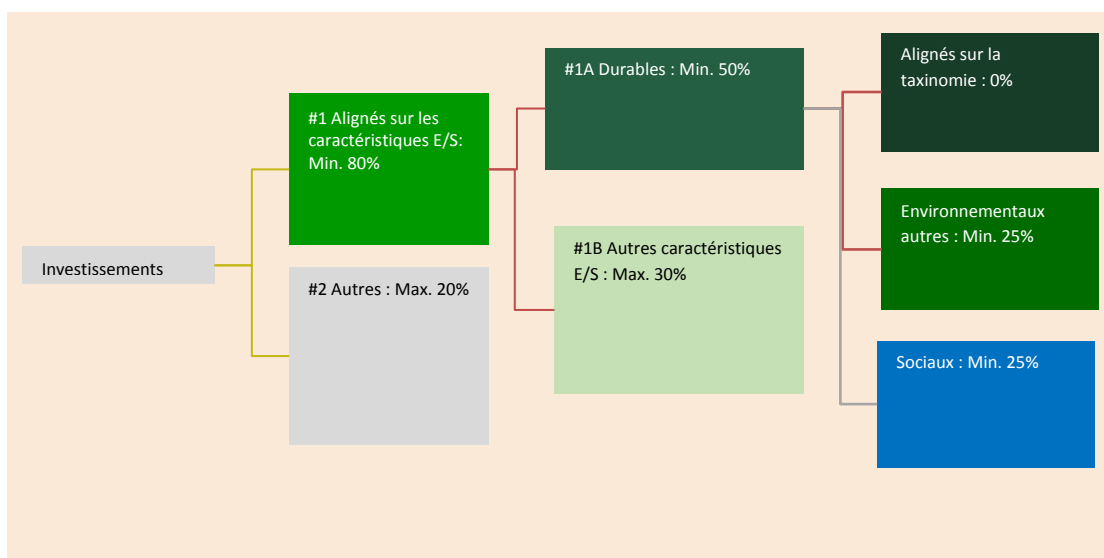 Investissements
#1 Alignés sur les
caractéristiques E/S:
Min. 80%
#2 Autres : Max. 20%
#1A Durables : Min. 50%
#1B Autres caractéristiques
E/S : Max. 30%
Alignés sur la
taxinomie : 0%
Environnementaux
autres : Min. 25%
Sociaux : Min. 25%